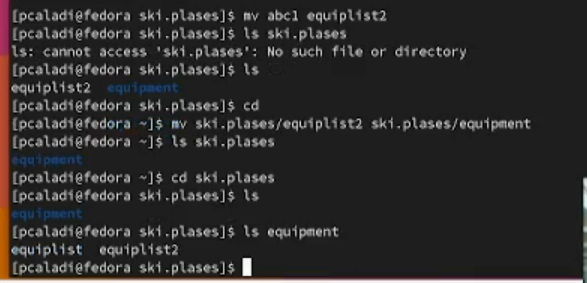 [pcaladi@fedora ski.plases]$ mv abc1 equiplist2
[pcaladi@fedora ski.plases]$ ls ski.plases
ls: cannot access 'ski.plases': No such file or directory
[pcaladi@fedora ski.plases]$ ls
equiplist2 equipment
[pcaladi@fedora ski.plases]$ cd
[pcaladi@fedora ~]$ mv ski.plases/equiplist2 ski.plases/equipment
[pcaladi@fedora ~]$ ls ski.plases
equipment
[pcaladi@fedora ~]$ cd ski.plases
[pcaladi@fedora ski.plases]$ ls
equipment
[pcaladi@fedora ski.plases]$ ls equipment
equiplist equiplist2
[pcaladi@fedora ski.plases]$